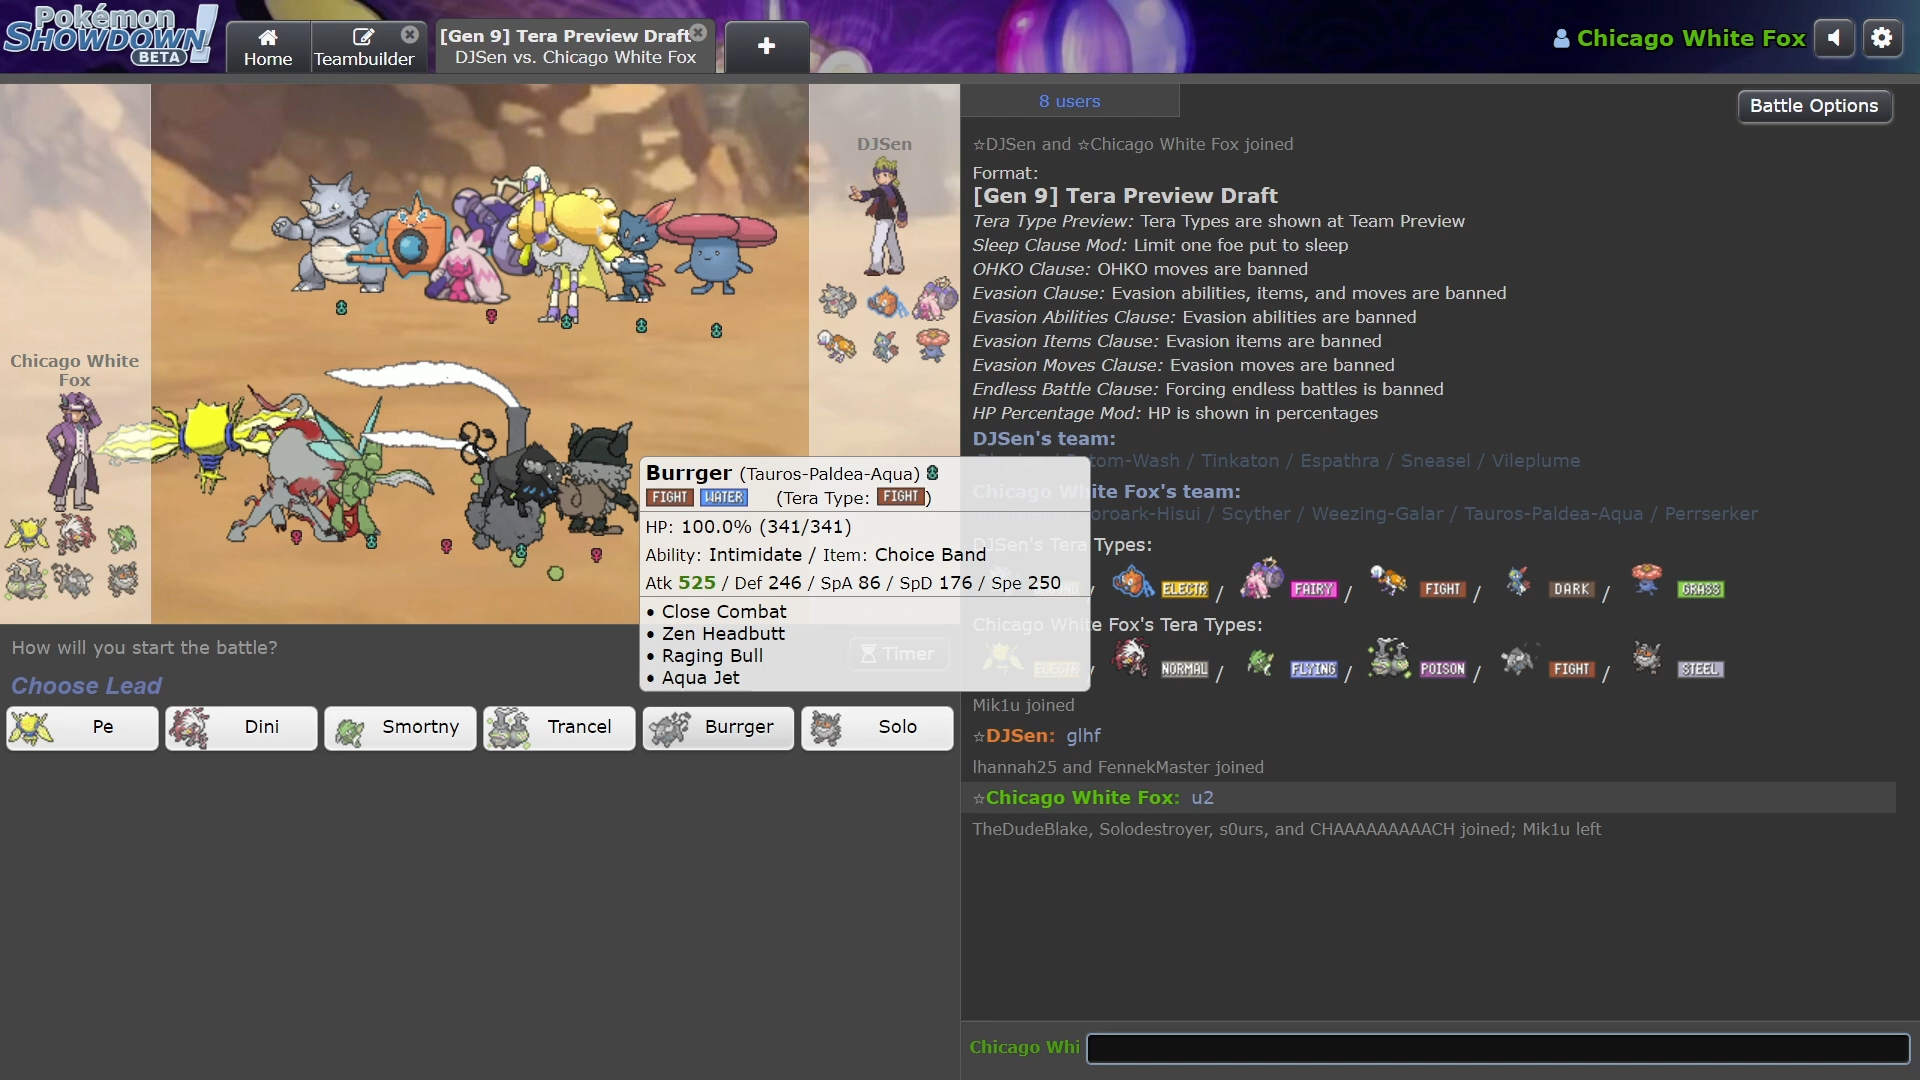 Pokémon
SHOWDOWN!
BETA
Home
Teambuilder
[Gen 9] Tera Preview Draft
DJSen vs. Chicago White Fox
Chicago White Fox
8 users
Battle Options
DJSen
Chicago White
Fox
☆DJSen and ☆Chicago White Fox joined
Format:
[Gen 9] Tera Preview Draft
Tera Type Preview: Tera Types are shown at Team Preview
Sleep Clause Mod: Limit one foe put to sleep
OHKO Clause: OHKO moves are banned
Evasion Clause: Evasion abilities, items, and moves are banned
Evasion Abilities Clause: Evasion abilities are banned
Evasion Items Clause: Evasion items are banned
Evasion Moves Clause: Evasion moves are banned
Endless Battle Clause: Forcing endless battles is banned
HP Percentage Mod: HP is shown in percentages
DJSen's team:
/ Rotom-Wash / Tinkaton / Espathra / Sneasel / Vileplume
Chicago White Fox's team:
/ Zoroark-Hisui / Scyther / Weezing-Galar / Tauros-Paldea-Aqua / Perrserker
DJSen's Tera Types:
/ ELECTR / FAIRY / FIGHT / DARK / GRASS
Chicago White Fox's Tera Types:
ELECTR / NORMAL / FLYING / POISON / FIGHT / STEEL
Mik1u joined
☆DJSen: glhf
lhannah25 and FennekMaster joined
☆Chicago White Fox: u2
TheDudeBlake, Solodestroyer, s0urs, and CHAAAAAAAAACH joined; Mik1u left
Chicago Whi
Burrger (Tauros-Paldea-Aqua)
FIGHT WATER (Tera Type: FIGHT)
HP: 100.0% (341/341)
Ability: Intimidate / Item: Choice Band
Atk 525 / Def 246 / SpA 86 / SpD 176 / Spe 250
• Close Combat
• Zen Headbutt
• Raging Bull
• Aqua Jet
How will you start the battle?
Timer
Choose Lead
Pe
Dini
Smortny
Trancel
Burrger
Solo